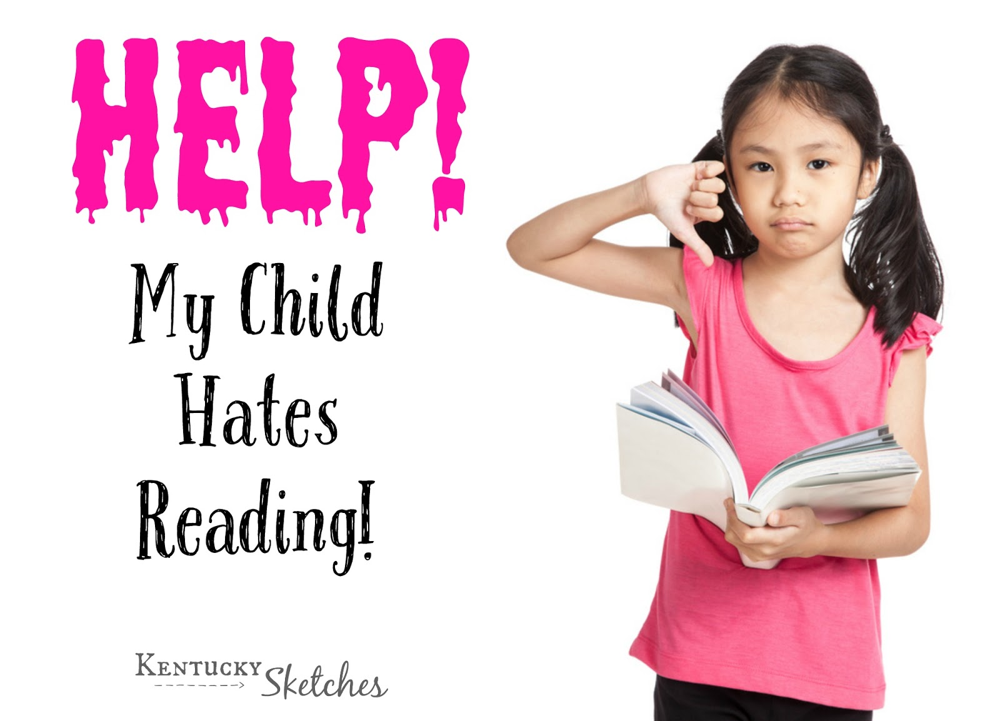 HELP!
My Child
Hates
Reading!
KENTUCKY Sketches